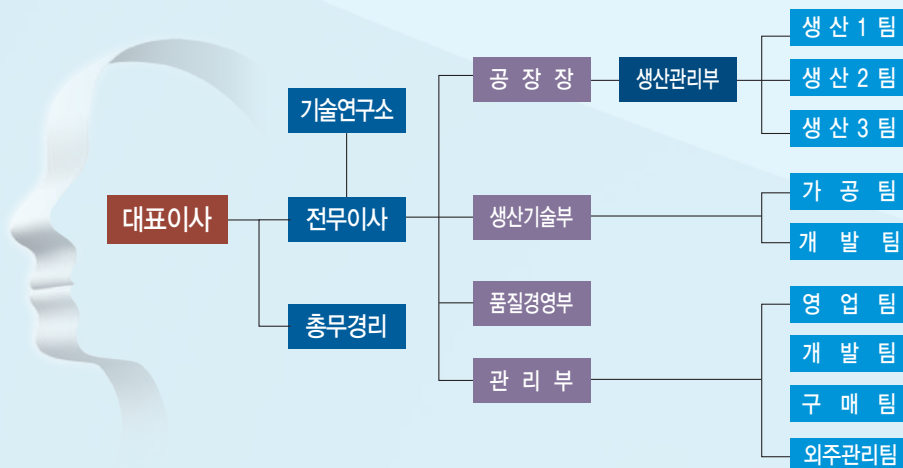 대표이사
기술연구소
전무이사
총무경리
공 장 장
생산관리부
생 산 1 팀
생 산 2 팀
생 산 3 팀
생산기술부
가 공 팀
개 발 팀
품질경영부
관 리 부
영 업 팀
개 발 팀
구 매 팀
외주관리팀